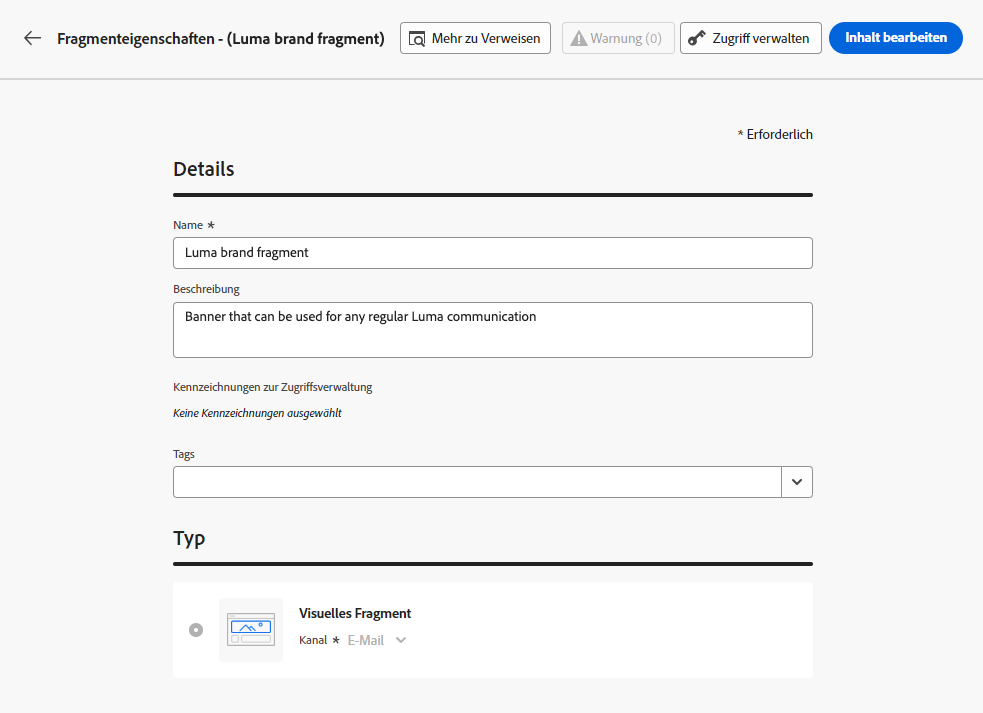 Fragmenteigenschaften - (Luma brand fragment)
Mehr zu Verweisen
Warnung (0)
Zugriff verwalten
Inhalt bearbeiten
* Erforderlich
Details
Name *
Luma brand fragment
Beschreibung
Banner that can be used for any regular Luma communication
Kennzeichnungen zur Zugriffsverwaltung
Keine Kennzeichnungen ausgewählt
Tags
Typ
Visuelles Fragment
Kanal * E-Mail